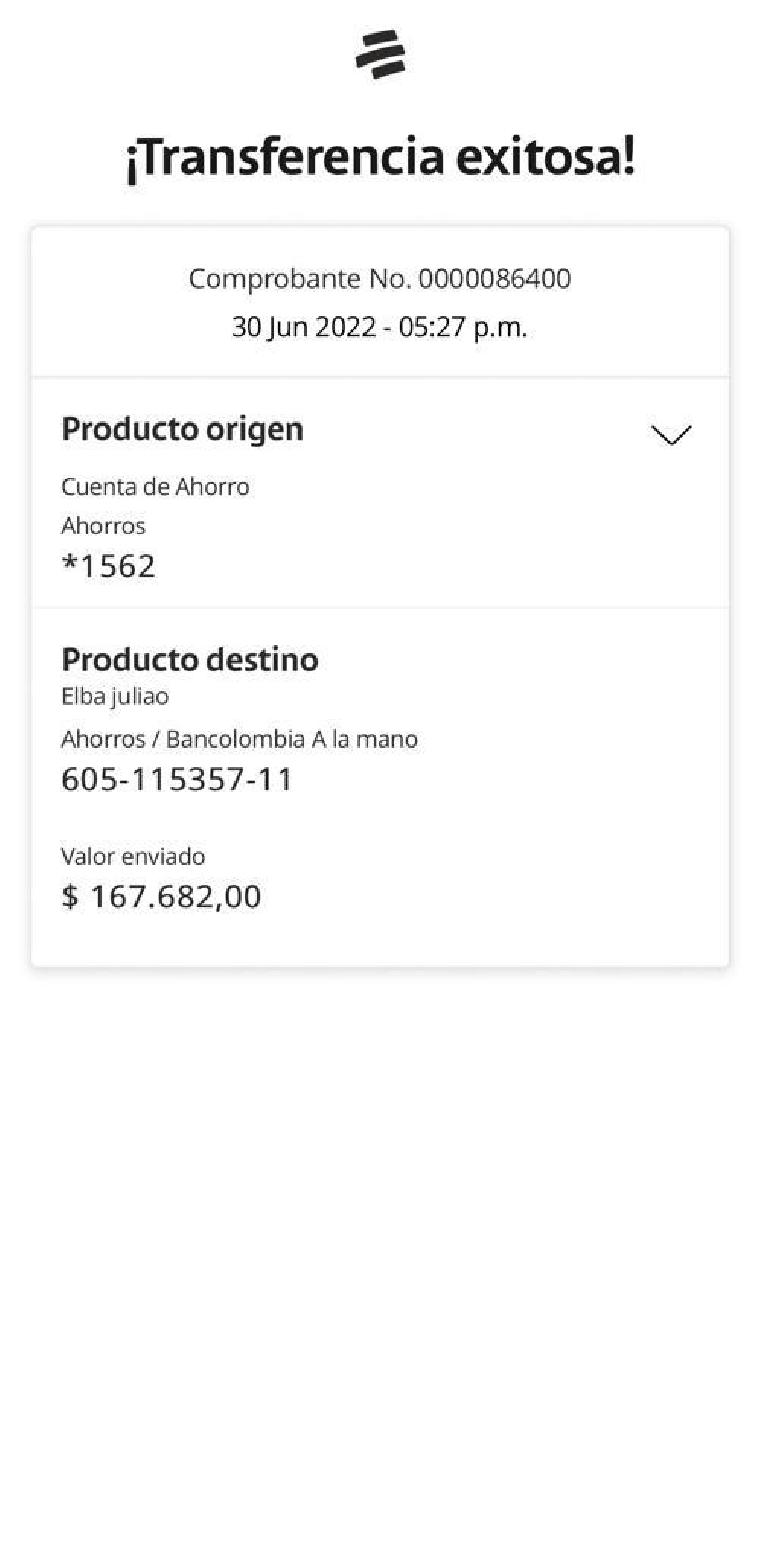 ¡Transferencia exitosa!
Comprobante No. 0000086400
30 Jun 2022 - 05:27 p.m.
Producto origen
Cuenta de Ahorro
Ahorros
*1562
Producto destino
Elba juliao
Ahorros / Bancolombia A la mano
605-115357-11
Valor enviado
$ 167.682,00